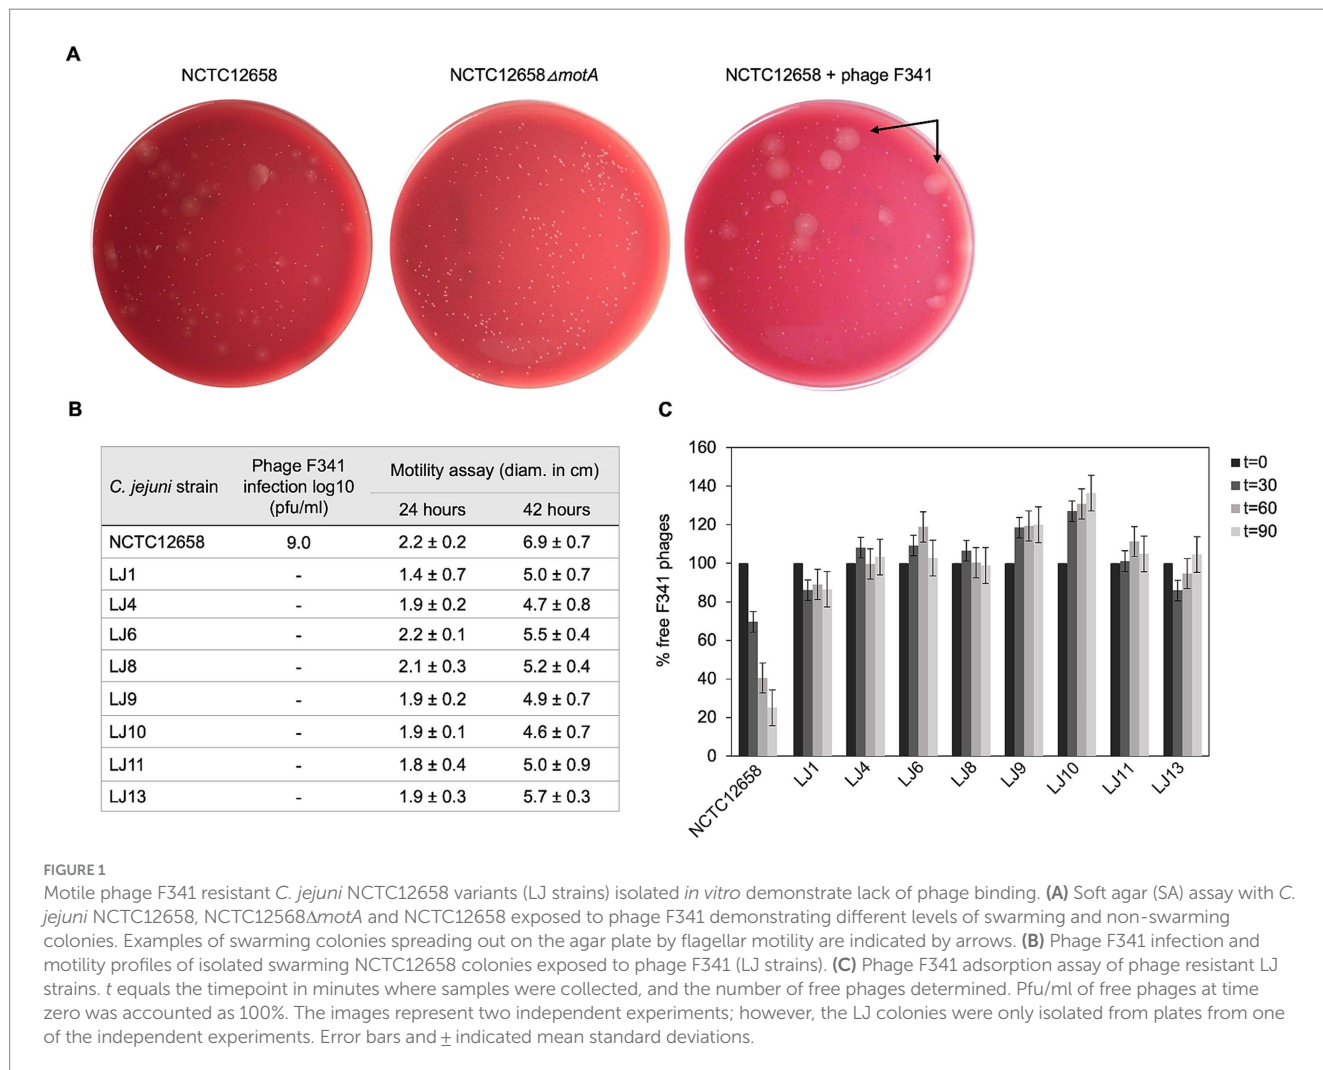 A
NCTC12658
NCTC12658ΔmotA
NCTC12658 + phage F341
B
C. jejuni strain
Phage F341
infection log10
(pfu/ml)
Motility assay (diam. in cm)
24 hours
42 hours
NCTC12658 9.0 2.2 ± 0.2 6.9 ± 0.7
LJ1 - 1.4 ± 0.7 5.0 ± 0.7
LJ4 - 1.9 ± 0.2 4.7 ± 0.8
LJ6 - 2.2 ± 0.1 5.5 ± 0.4
LJ8 - 2.1 ± 0.3 5.2 ± 0.4
LJ9 - 1.9 ± 0.2 4.9 ± 0.7
LJ10 - 1.9 ± 0.1 4.6 ± 0.7
LJ11 - 1.8 ± 0.4 5.0 ± 0.9
LJ13 - 1.9 ± 0.3 5.7 ± 0.3
C
% free F341 phages
160
140
120
100
80
60
40
20
0
NCTC12658
LJ1
LJ4
LJ6
LJ8
LJ9
LJ10
LJ11
LJ13
t=0
t=30
t=60
t=90
FIGURE 1
Motile phage F341 resistant C. jejuni NCTC12658 variants (LJ strains) isolated in vitro demonstrate lack of phage binding. (A) Soft agar (SA) assay with C.
jejuni NCTC12658, NCTC12568ΔmotA and NCTC12658 exposed to phage F341 demonstrating different levels of swarming and non-swarming
colonies. Examples of swarming colonies spreading out on the agar plate by flagellar motility are indicated by arrows. (B) Phage F341 infection and
motility profiles of isolated swarming NCTC12658 colonies exposed to phage F341 (LJ strains). (C) Phage F341 adsorption assay of phage resistant LJ
strains. t equals the timepoint in minutes where samples were collected, and the number of free phages determined. Pfu/ml of free phages at time
zero was accounted as 100%. The images represent two independent experiments; however, the LJ colonies were only isolated from plates from one
of the independent experiments. Error bars and ± indicated mean standard deviations.